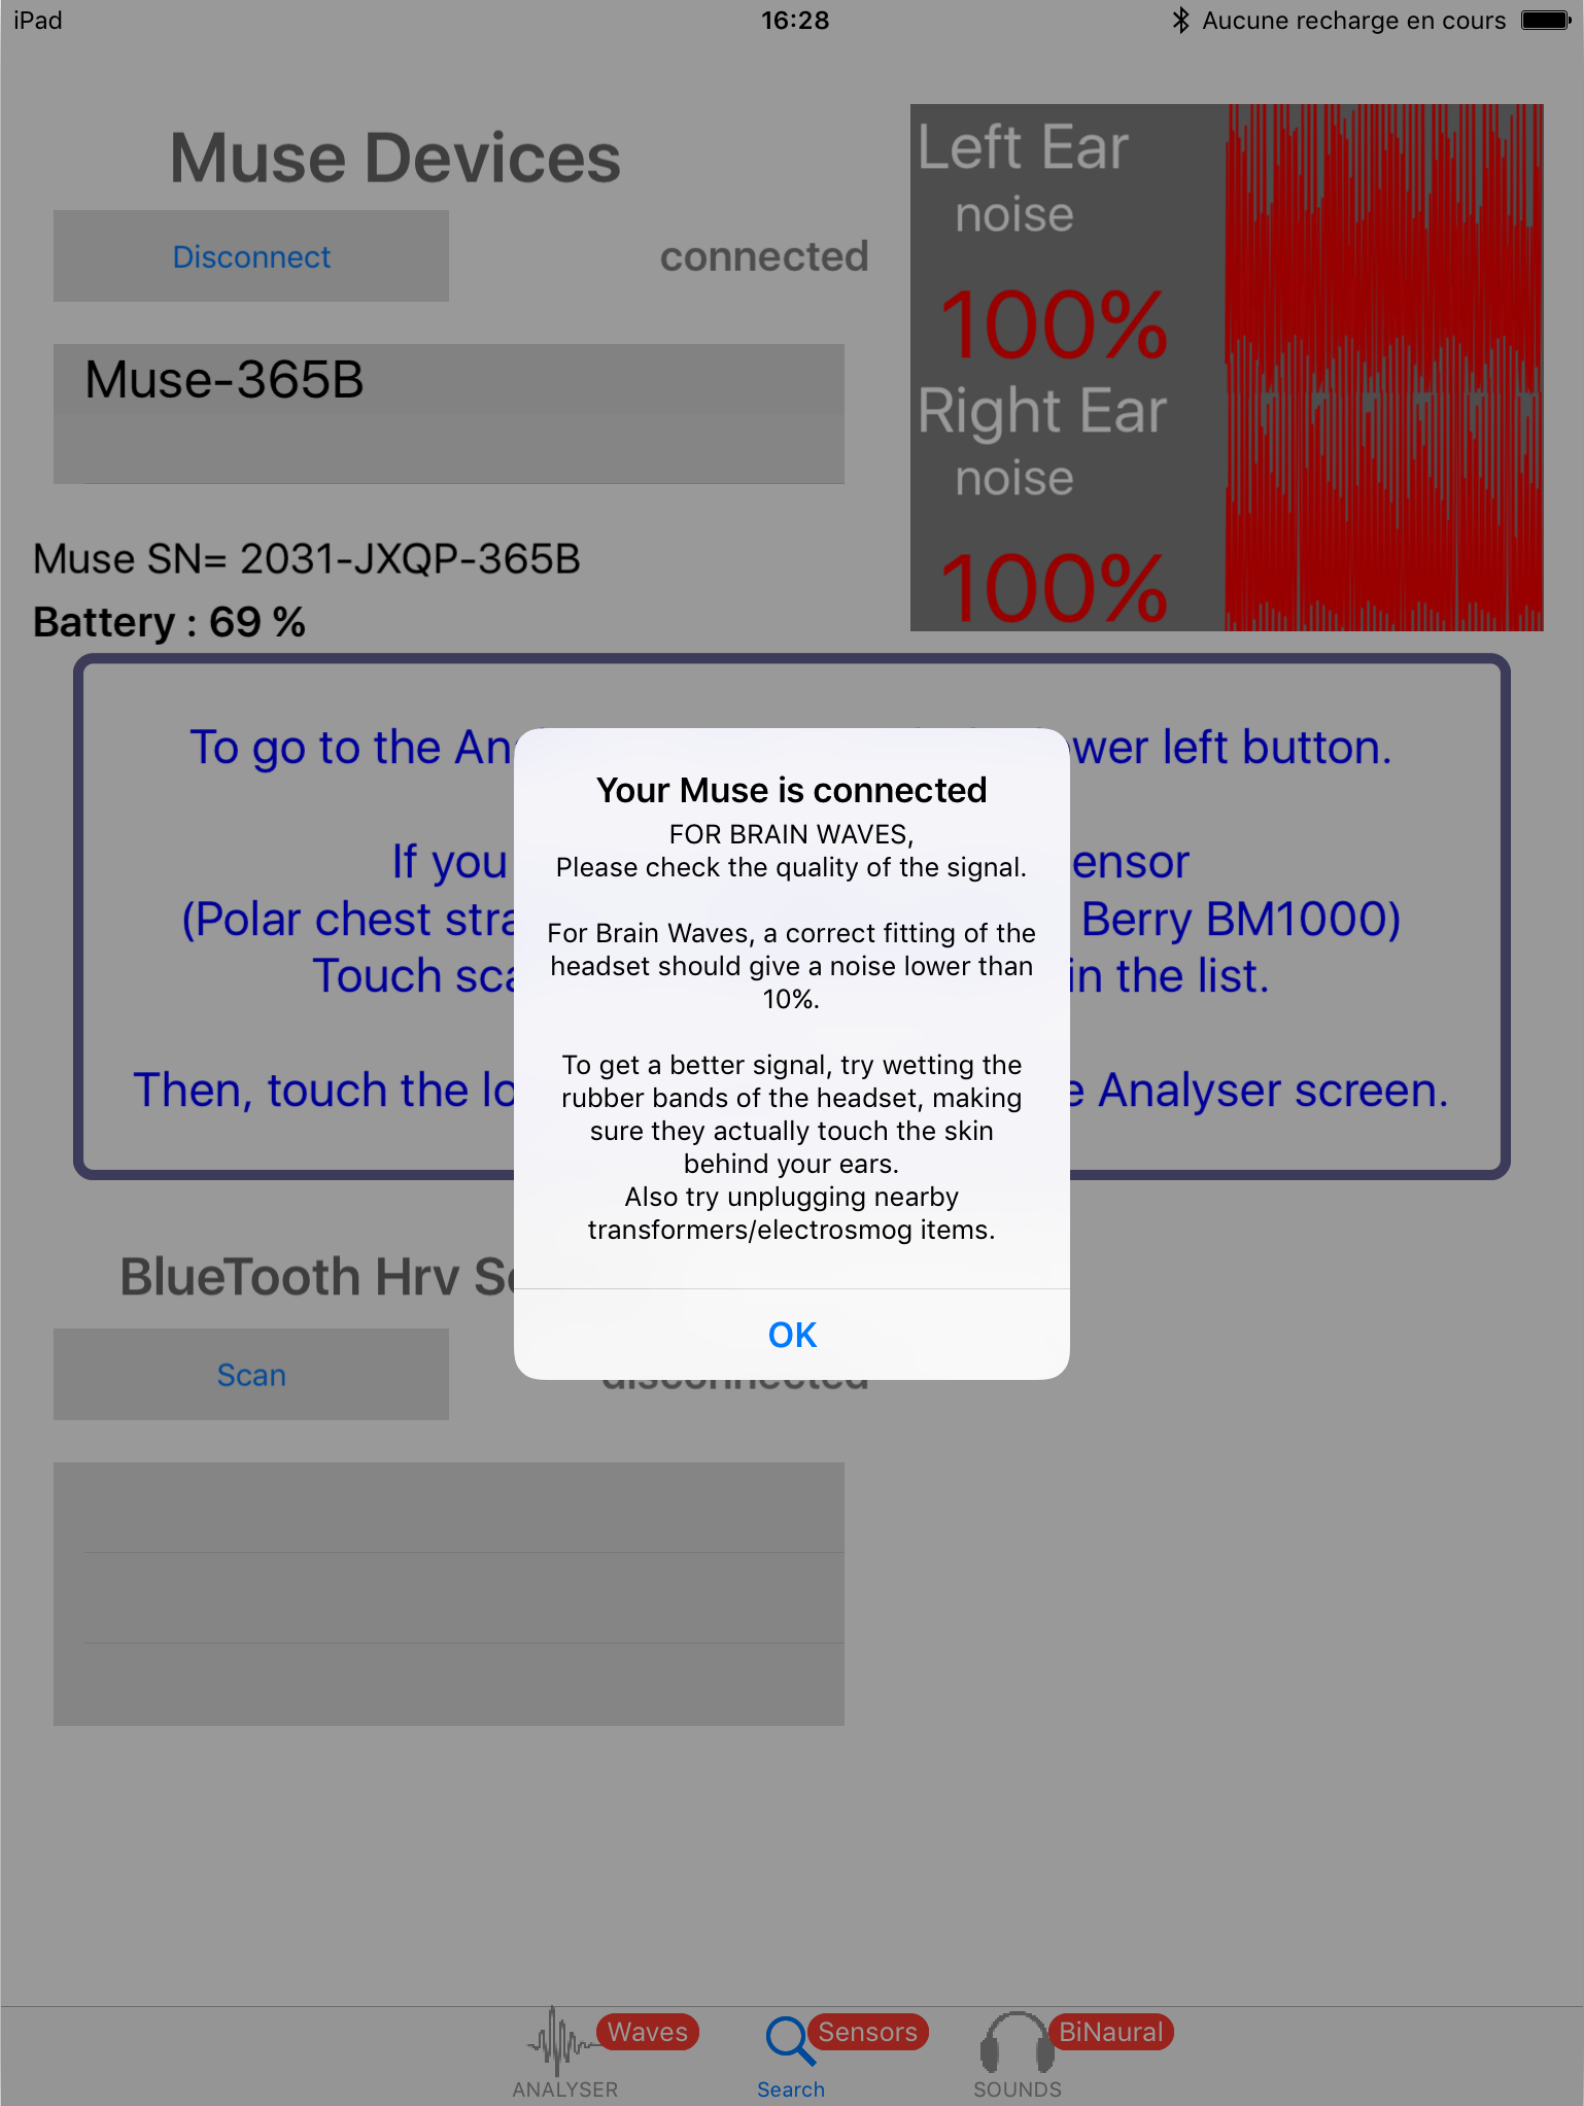 iPad
16:28
Aucune recharge en cours
Muse Devices
Disconnect
connected
Muse-365B
Muse SN= 2031-JXQP-365B
Battery : 69 %
Left Ear
noise
100%
Right Ear
noise
100%
To go to the An
wer left button.
If you
ensor
(Polar chest stra
Berry BM1000)
Touch sca
in the list.
Then, touch the lo
e Analyser screen.
Your Muse is connected
FOR BRAIN WAVES,
Please check the quality of the signal.
For Brain Waves, a correct fitting of the
headset should give a noise lower than
10%.
To get a better signal, try wetting the
rubber bands of the headset, making
sure they actually touch the skin
behind your ears.
Also try unplugging nearby
transformers/electrosmog items.
OK
BlueTooth Hrv S
Scan
disconnected
Waves
ANALYSER
Sensors
Search
BiNaural
SOUNDS